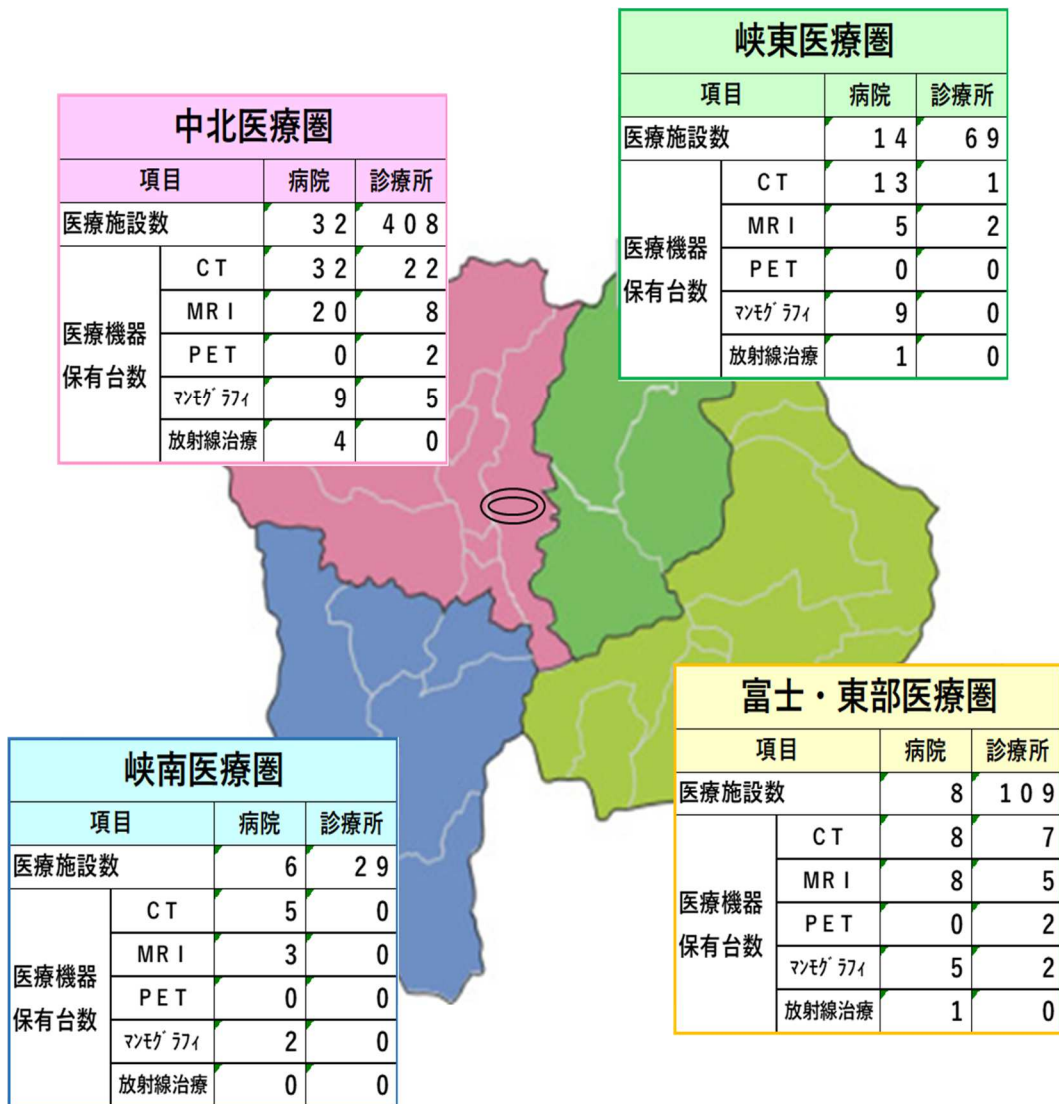 峡東医療圏
項目 病院 診療所
医療施設数 14 69
医療機器保有台数
CT 13 1
MRI 5 2
PET 0 0
マンモグラフィ 9 0
放射線治療 1 0
中北医療圏
項目 病院 診療所
医療施設数 32 408
医療機器保有台数
CT 32 22
MRI 20 8
PET 0 2
マンモグラフィ 9 5
放射線治療 4 0
富士・東部医療圏
項目 病院 診療所
医療施設数 8 109
医療機器保有台数
CT 8 7
MRI 8 5
PET 0 2
マンモグラフィ 5 2
放射線治療 1 0
峡南医療圏
項目 病院 診療所
医療施設数 6 29
医療機器保有台数
CT 5 0
MRI 3 0
PET 0 0
マンモグラフィ 2 0
放射線治療 0 0